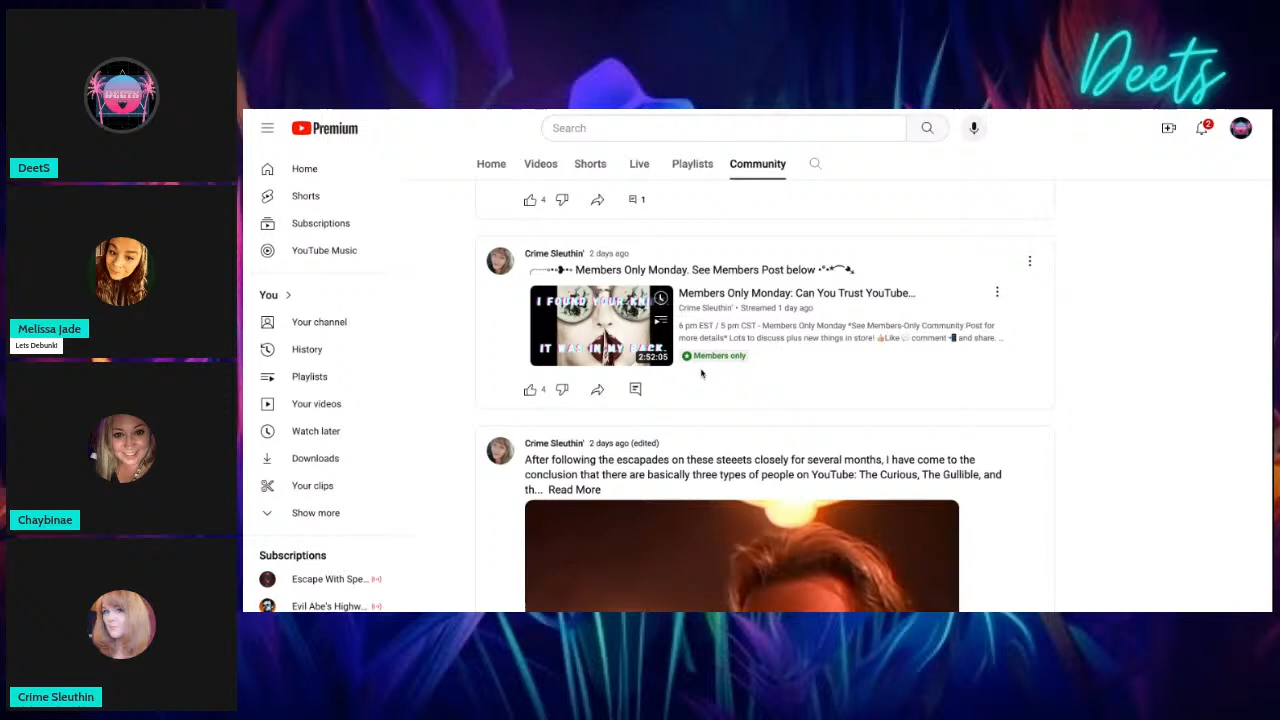 Deets
DEETS
DeetS
Melissa Jade
Lets Debunk!
Chaybinae
Crime Sleuthin
Premium
Search
2
Home
Videos
Shorts
Live
Playlists
Community
Home
Shorts
Subscriptions
YouTube Music
You
Your channel
History
Playlists
Your videos
Watch later
Downloads
Your clips
Show more
Subscriptions
Escape With Spe...
Evil Abe's Highw...
4
1
Crime Sleuthin' 2 days ago
Members Only Monday. See Members Post below
I FOUND YOUR KNI
IT WAS IN MY BACK.
2:52:05
Members Only Monday: Can You Trust YouTube...
Crime Sleuthin' • Streamed 1 day ago
6 pm EST / 5 pm CST - Members Only Monday *See Members-Only Community Post for
more details* Lots to discuss plus new things in store! 👍Like 💬 comment 📲 and share. ...
Members only
4
Crime Sleuthin' 2 days ago (edited)
After following the escapades on these steeets closely for several months, I have come to the
conclusion that there are basically three types of people on YouTube: The Curious, The Gullible, and
th... Read More